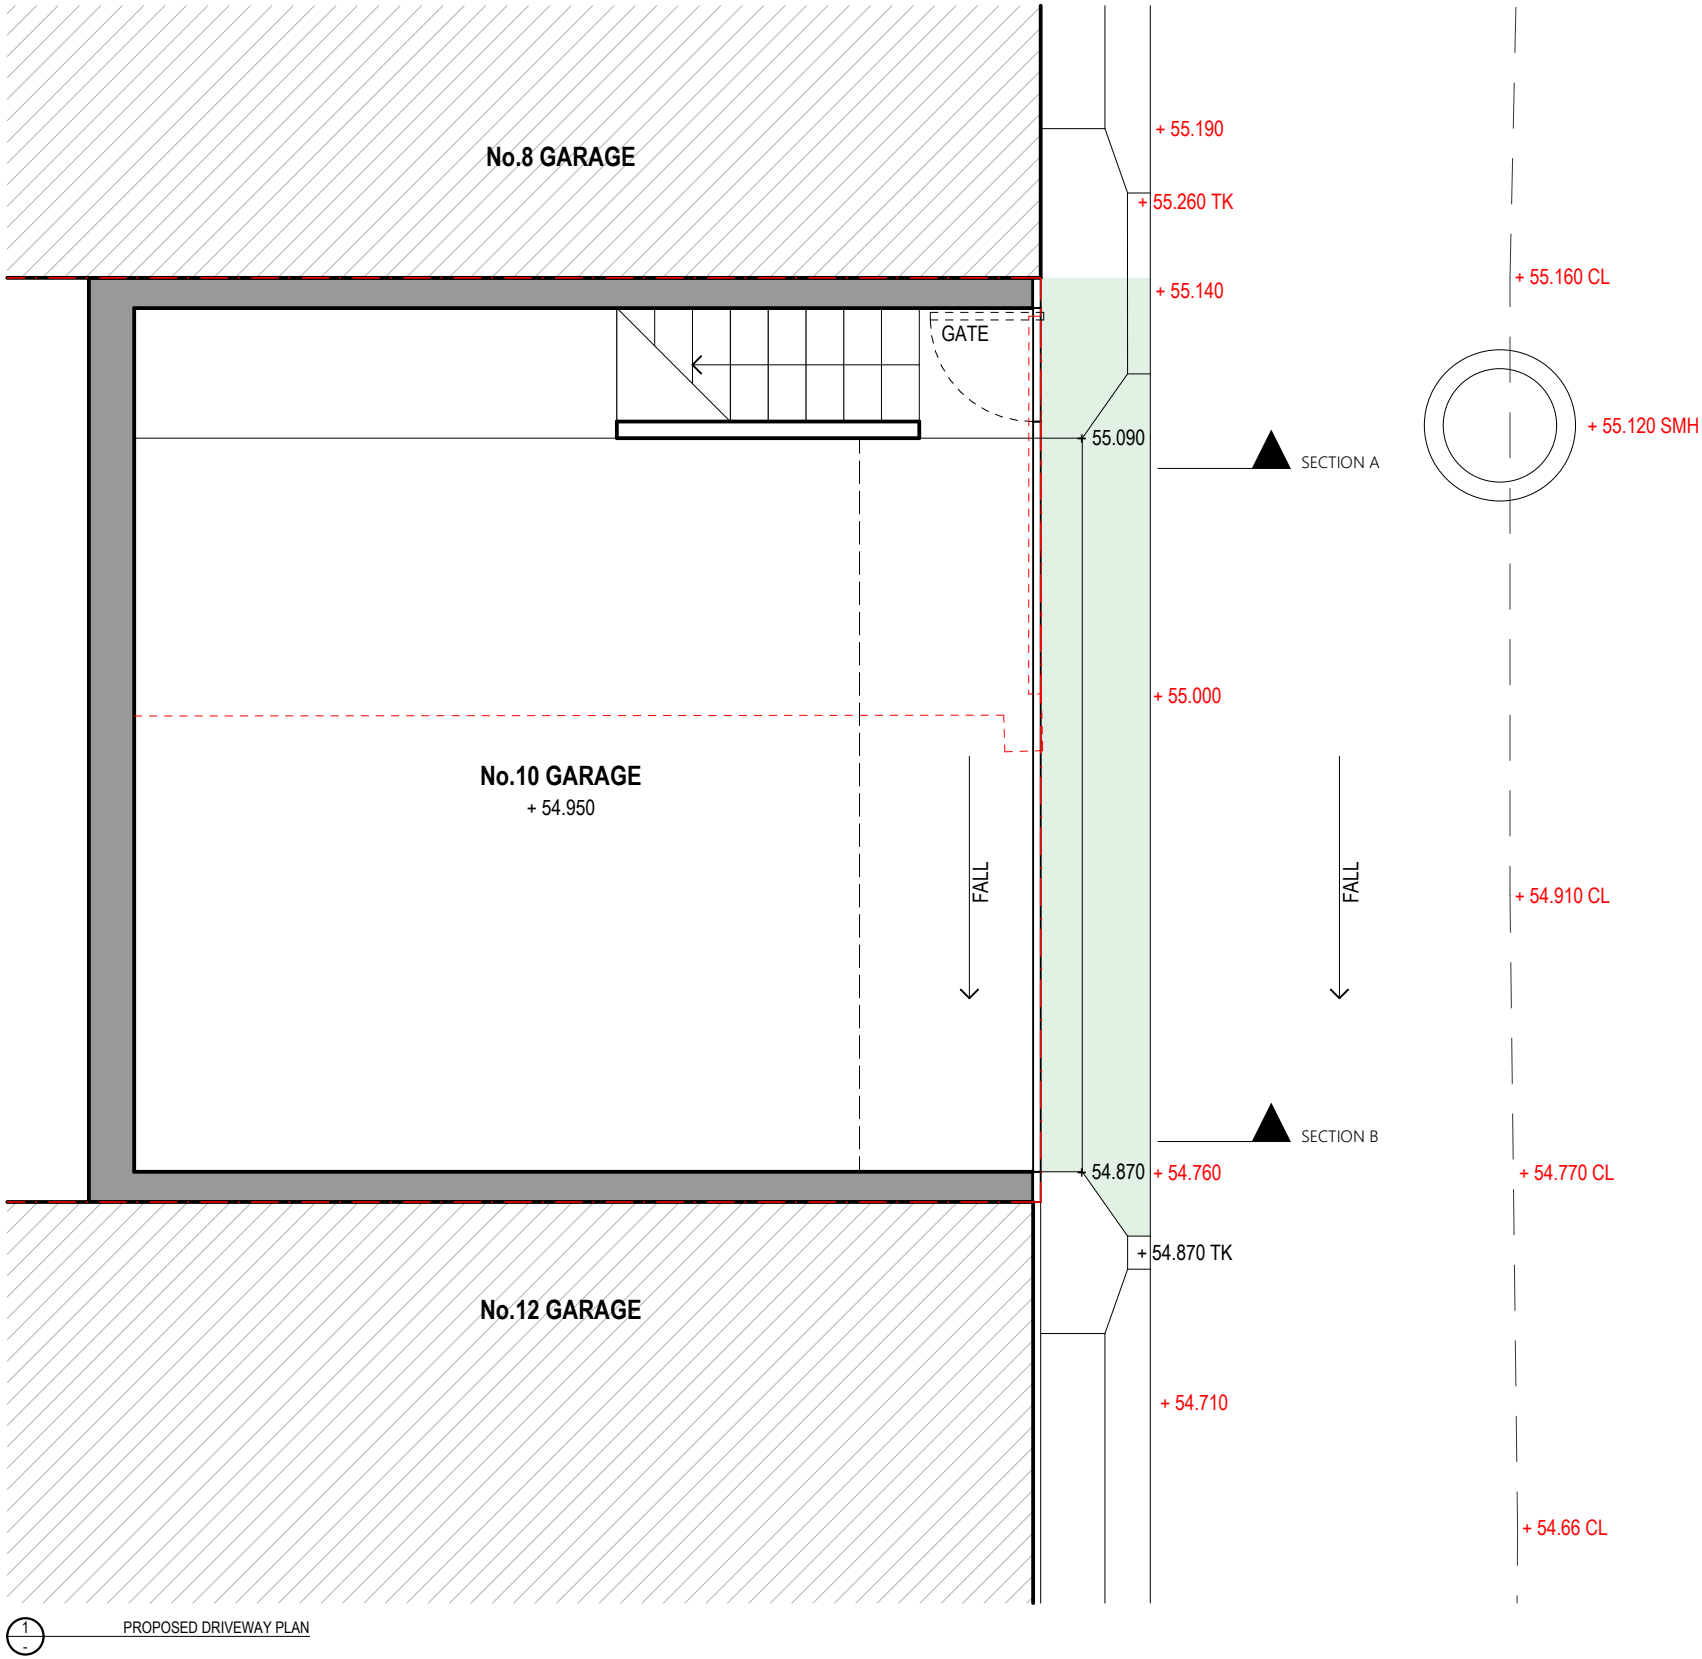 + 55.190
No.8 GARAGE
+ 55.260 TK
+ 55.160 CL
+ 55.140
GATE
+ 55.120 SMH
+ 55.090
SECTION A
+ 55.000
No.10 GARAGE
+ 54.950
FALL
FALL
+ 54.910 CL
SECTION B
+ 54.870
+ 54.760
+ 54.770 CL
+ 54.870 TK
No.12 GARAGE
+ 54.710
+ 54.66 CL
1
-
PROPOSED DRIVEWAY PLAN